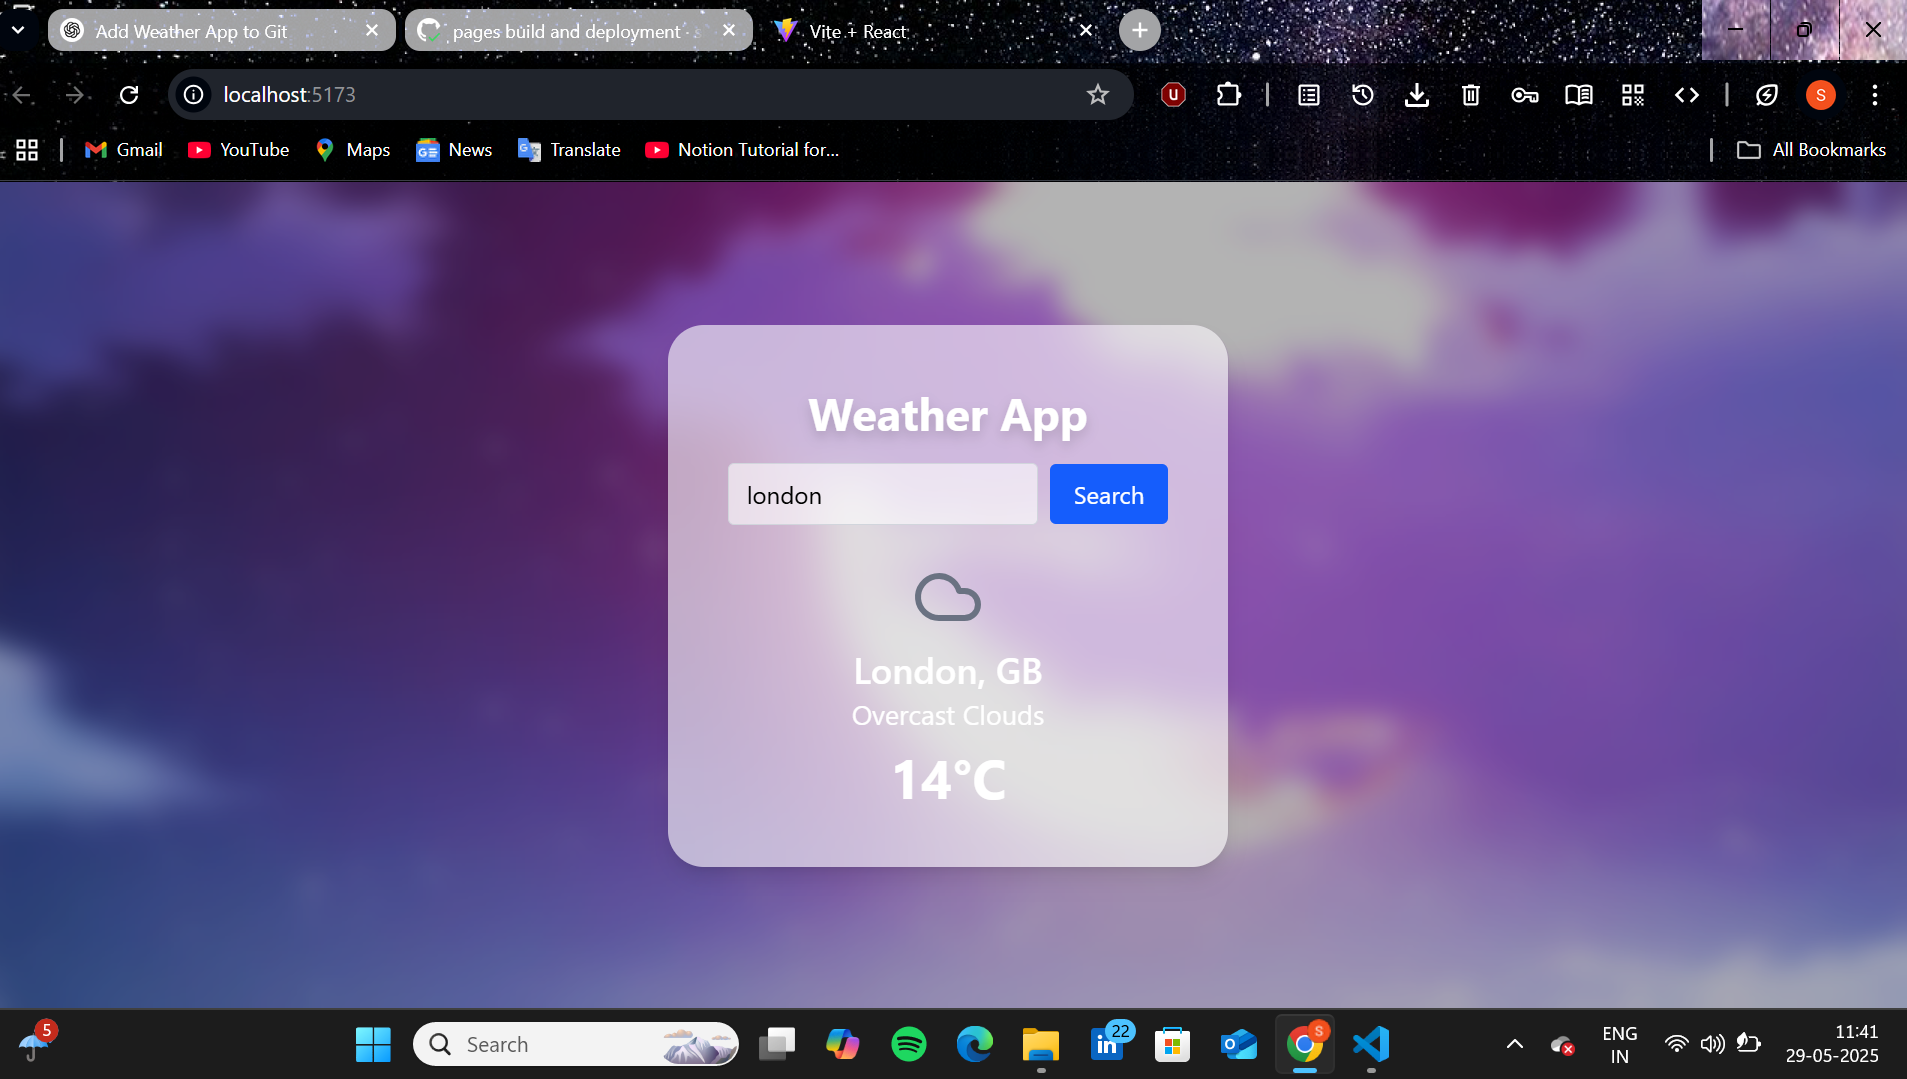 Add Weather App to Git
pages build and deployment · s
Vite + React
localhost:5173
U
S
Gmail
YouTube
Maps
News
Translate
Notion Tutorial for...
All Bookmarks
Weather App
london
Search
London, GB
Overcast Clouds
14°C
5
Search
22
in
S
ENG
IN
11:41
29-05-2025